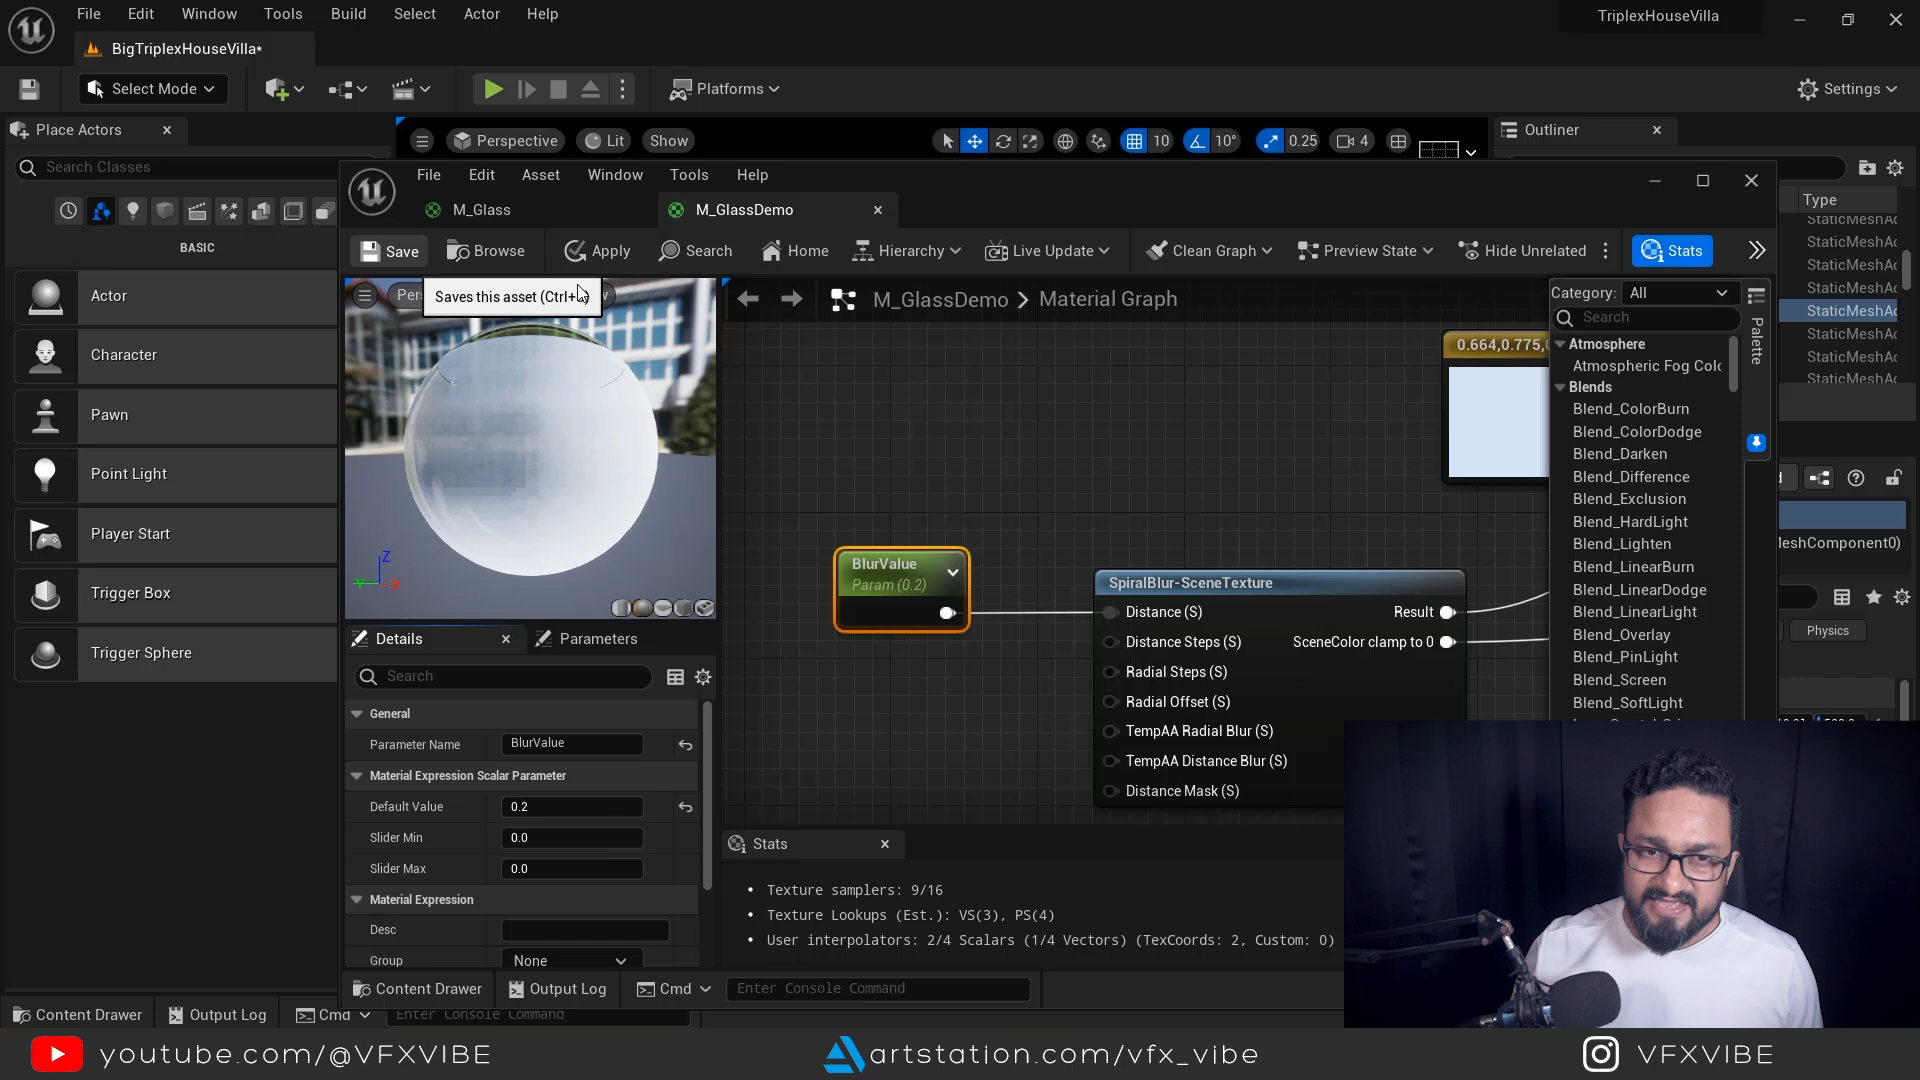 File Edit Window Tools Build Select Actor Help
TriplexHouseVilla
BigTriplexHouseVilla*
Select Mode
Platforms
Settings
Place Actors
Perspective
Lit
Show
10
10°
0.25
4
Outliner
Search Classes
BASIC
Actor
Character
Pawn
Point Light
Player Start
Trigger Box
Trigger Sphere
File Edit Asset Window Tools Help
M_Glass
M_GlassDemo
Save
Browse
Apply
Search
Home
Hierarchy
Live Update
Clean Graph
Preview State
Hide Unrelated
Stats
Type
StaticMeshAc
StaticMeshAc
StaticMeshAc
StaticMeshAc
StaticMeshAc
StaticMeshAc
StaticMeshAc
StaticMeshAc
Saves this asset (Ctrl+
M_GlassDemo
Material Graph
0.664,0.775,
Category: All
Search
Palette
Atmosphere
Atmospheric Fog Colo
Blends
Blend_ColorBurn
Blend_ColorDodge
Blend_Darken
Blend_Difference
Blend_Exclusion
Blend_HardLight
Blend_Lighten
Blend_LinearBurn
Blend_LinearDodge
Blend_LinearLight
Blend_Overlay
Blend_PinLight
Blend_Screen
Blend_SoftLight
MeshComponent0)
Physics
BlurValue
Param (0.2)
SpiralBlur-SceneTexture
Distance (S)
Result
Distance Steps (S)
SceneColor clamp to 0
Radial Steps (S)
Radial Offset (S)
TempAA Radial Blur (S)
TempAA Distance Blur (S)
Distance Mask (S)
Z
Y
X
Details
Parameters
Search
General
Parameter Name
BlurValue
Material Expression Scalar Parameter
Default Value
0.2
Slider Min
0.0
Slider Max
0.0
Material Expression
Desc
Group
None
Stats
• Texture samplers: 9/16
• Texture Lookups (Est.): VS(3), PS(4)
• User interpolators: 2/4 Scalars (1/4 Vectors) (TexCoords: 2, Custom: 0)
Content Drawer
Output Log
Cmd
Enter Console Command
Content Drawer
Output Log
Cmd
Enter Console Command
youtube.com/@VFXVIBE
artstation.com/vfx_vibe
VFXVIBE